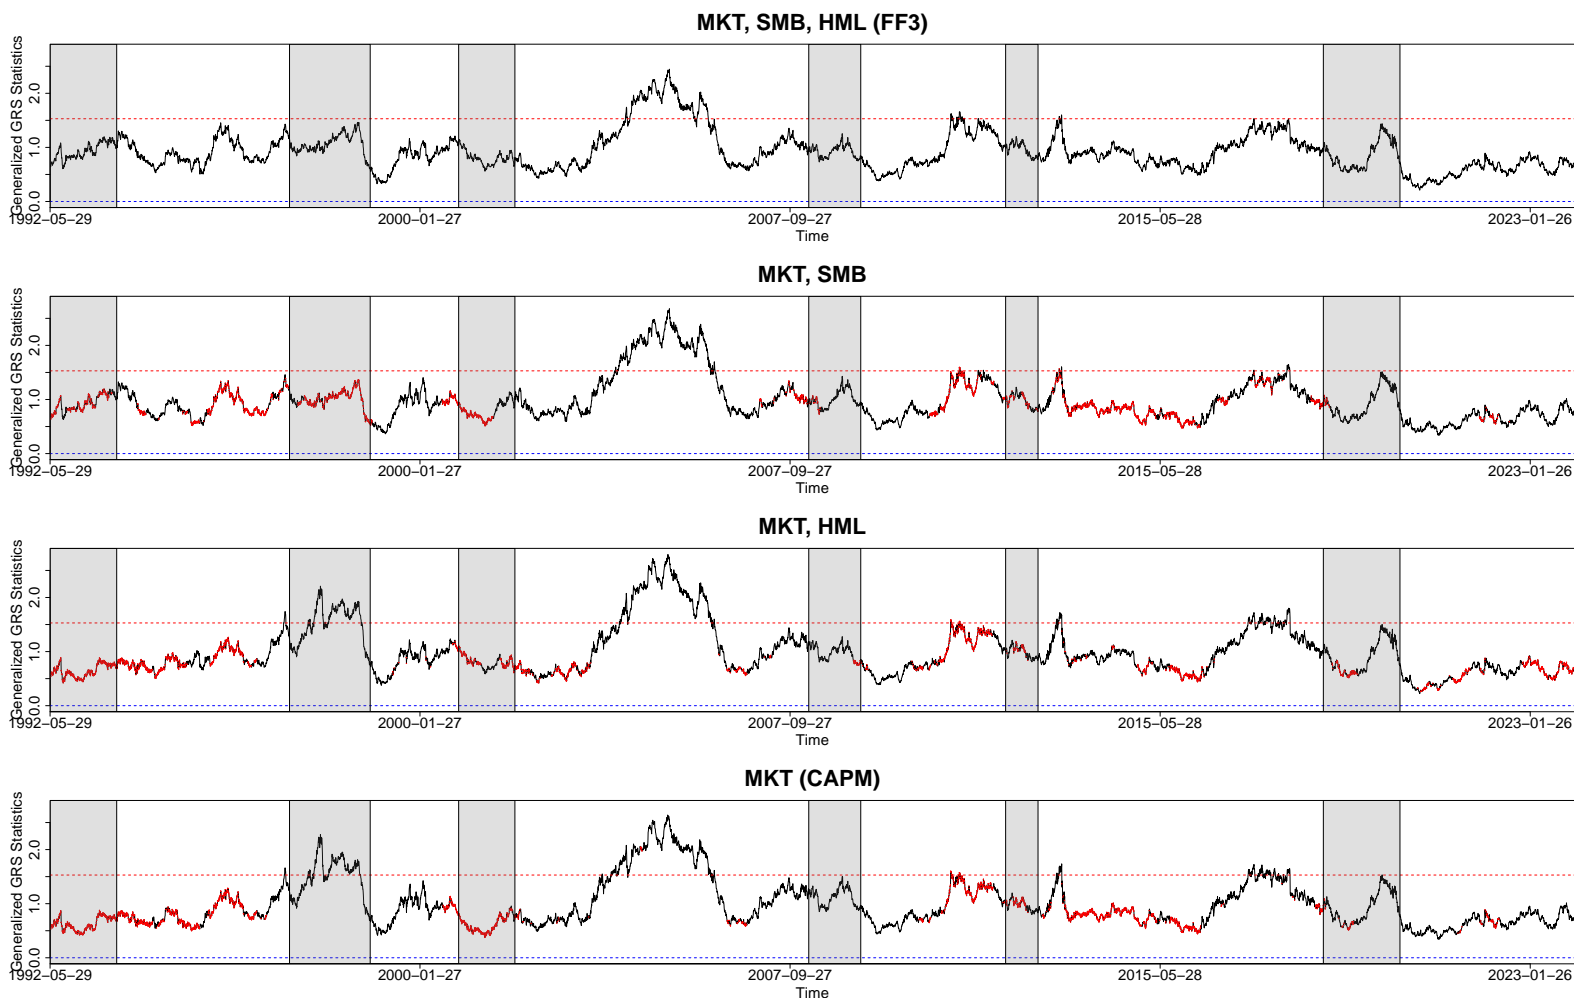 MKT, SMB, HML (FF3)
Generalized GRS Statistics
2.0
1.0
0.0
1992−05−29 2000−01−27 2007−09−27 2015−05−28 2023−01−26
Time
MKT, SMB
Generalized GRS Statistics
2.0
1.0
0.0
1992−05−29 2000−01−27 2007−09−27 2015−05−28 2023−01−26
Time
MKT, HML
Generalized GRS Statistics
2.0
1.0
0.0
1992−05−29 2000−01−27 2007−09−27 2015−05−28 2023−01−26
Time
MKT (CAPM)
Generalized GRS Statistics
2.0
1.0
0.0
1992−05−29 2000−01−27 2007−09−27 2015−05−28 2023−01−26
Time